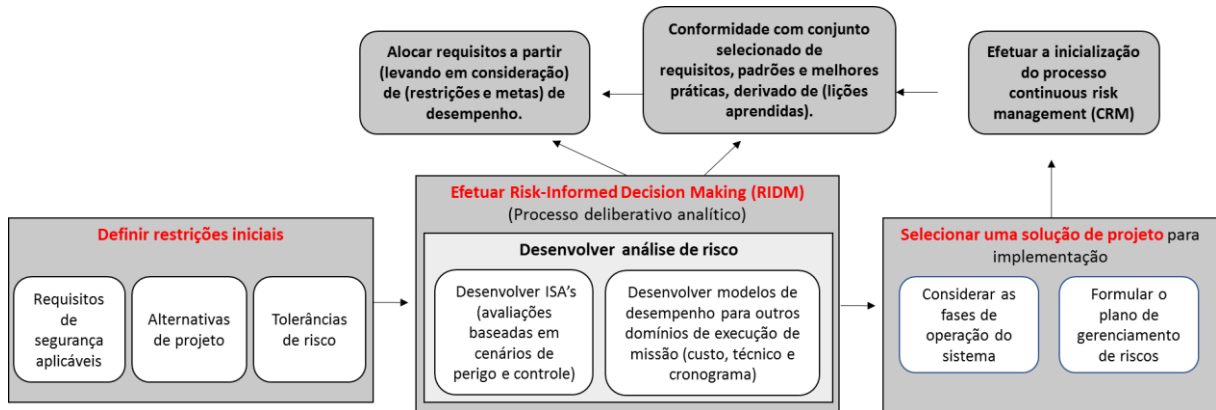 Alocar requisitos a partir
(levando em consideração)
de (restrições e metas) de
desempenho.
Conformidade com conjunto
selecionado de
requisitos, padrões e melhores
práticas, derivado de (lições
aprendidas).
Efetuar a inicialização
do processo
continuous risk
management (CRM)
Definir restrições iniciais
Requisitos
de
segurança
aplicáveis
Alternativas
de projeto
Tolerâncias
de risco
Efetuar Risk-Informed Decision Making (RIDM)
(Processo deliberativo analítico)
Desenvolver análise de risco
Desenvolver ISA’s
(avaliações
baseadas em
cenários de
perigo e controle)
Desenvolver modelos de
desempenho para outros
domínios de execução de
missão (custo, técnico e
cronograma)
Selecionar uma solução de projeto para
implementação
Considerar as
fases de
operação do
sistema
Formular o
plano de
gerenciamento
de riscos